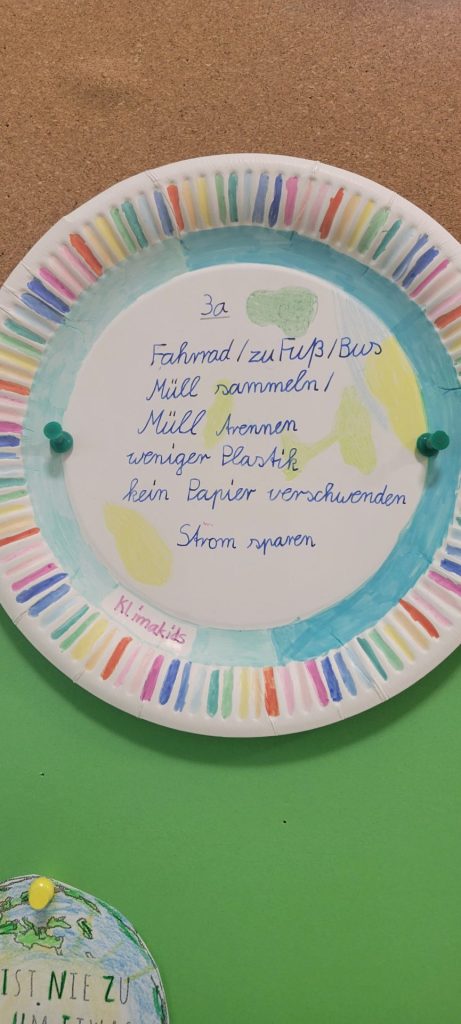 3a
Fahrrad/zu Fuß/Bus
Müll sammeln/
Müll trennen
weniger Plastik
kein Papier verschwenden
Strom sparen
Klimakids
IST NIE ZU